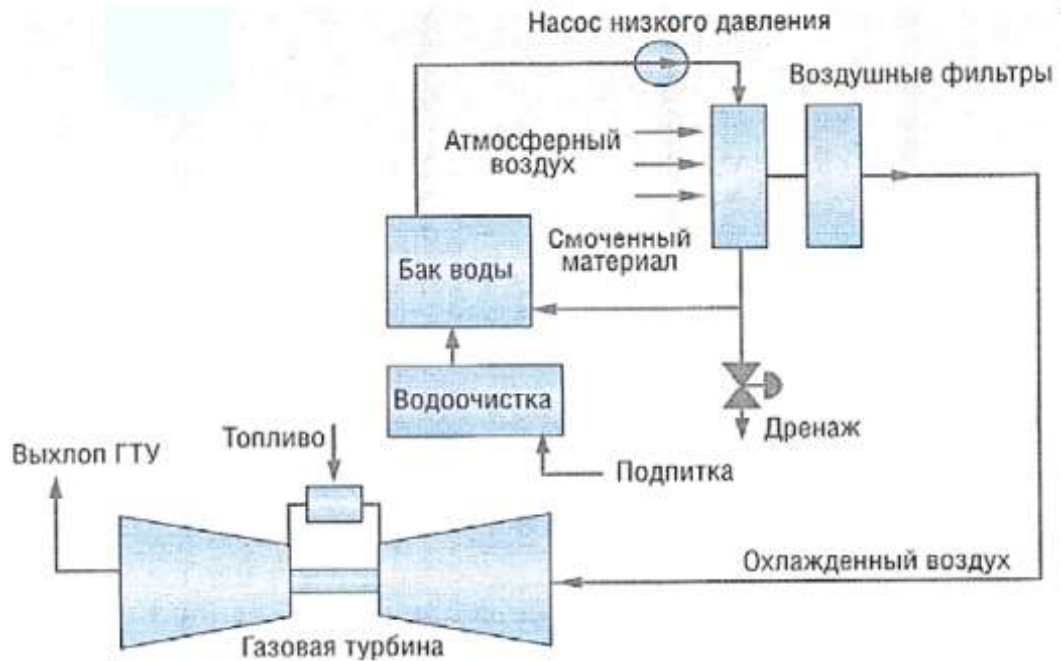 Насос низкого давления
Воздушные фильтры
Атмосферный
воздух
Смоченный
материал
Бак воды
Водоочистка
Дренаж
Топливо
Выхлоп ГТУ
Подпитка
Охлажденный воздух
Газовая турбина